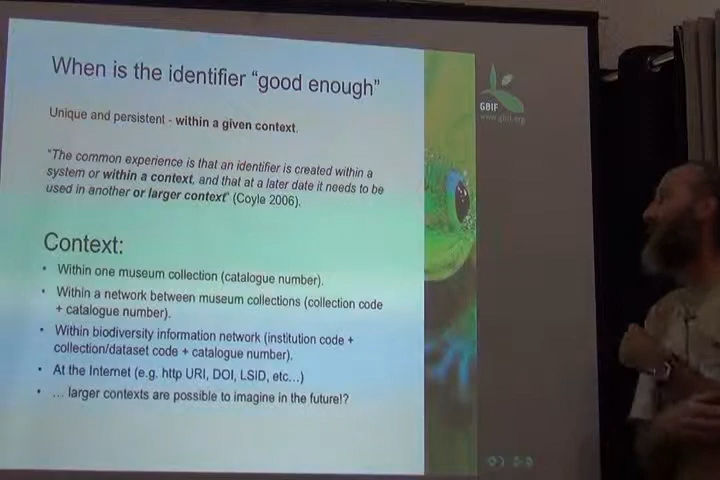 When is the identifier “good enough”
Unique and persistent - within a given context.
“The common experience is that an identifier is created within a
system or within a context, and that at a later date it needs to be
used in another or larger context” (Coyle 2006).
Context:
• Within one museum collection (catalogue number).
• Within a network between museum collections (collection code
+ catalogue number).
• Within biodiversity information network (institution code +
collection/dataset code + catalogue number).
• At the Internet (e.g. http URI, DOI, LSID, etc…)
• … larger contexts are possible to imagine in the future!?
GBIF
www.gbif.org